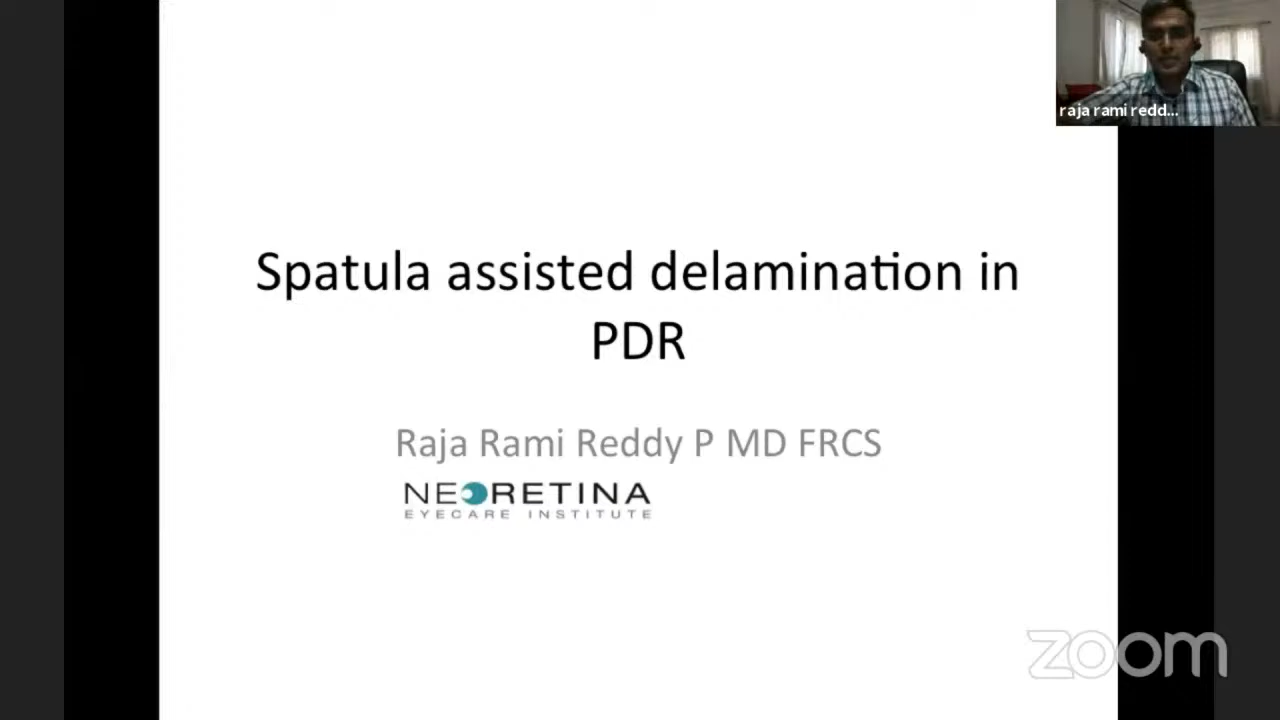 raja rami redd...
Spatula assisted delamination in
PDR
Raja Rami Reddy P MD FRCS
NEORETINA
EYECARE INSTITUTE
zoom